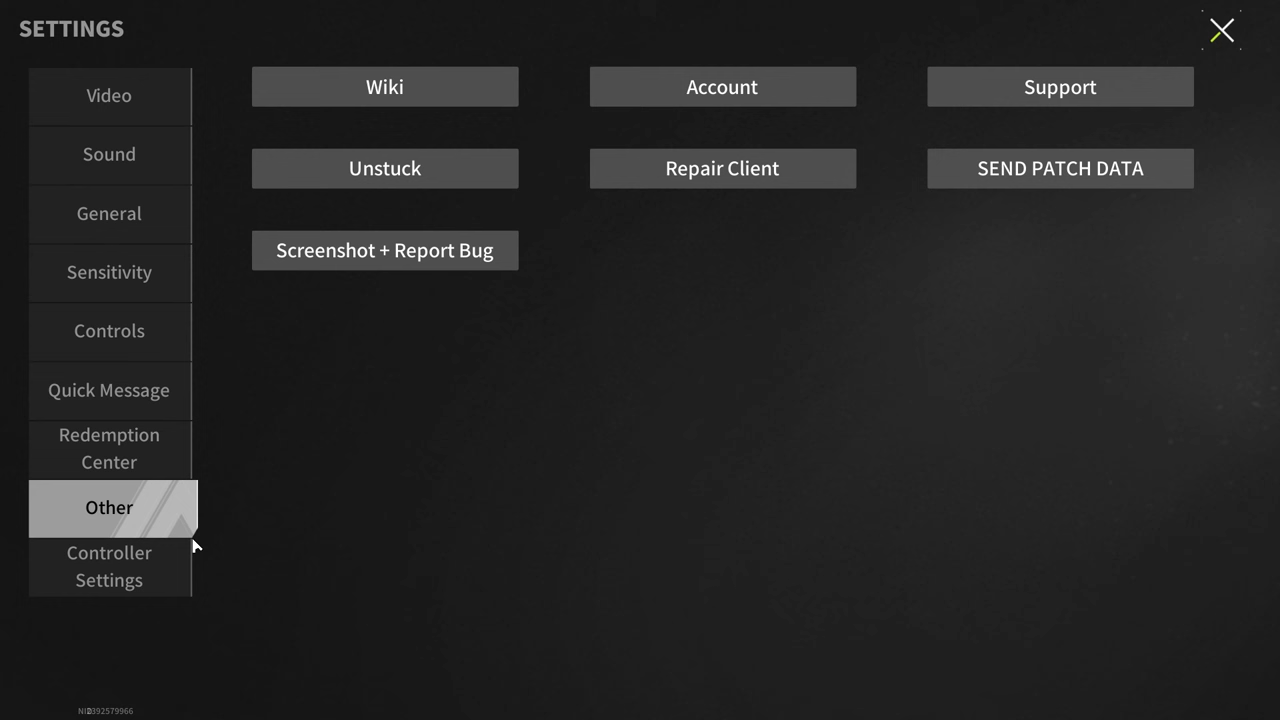 SETTINGS
Video
Sound
General
Sensitivity
Controls
Quick Message
Redemption
Center
Other
Controller
Settings
Wiki
Account
Support
Unstuck
Repair Client
SEND PATCH DATA
Screenshot + Report Bug